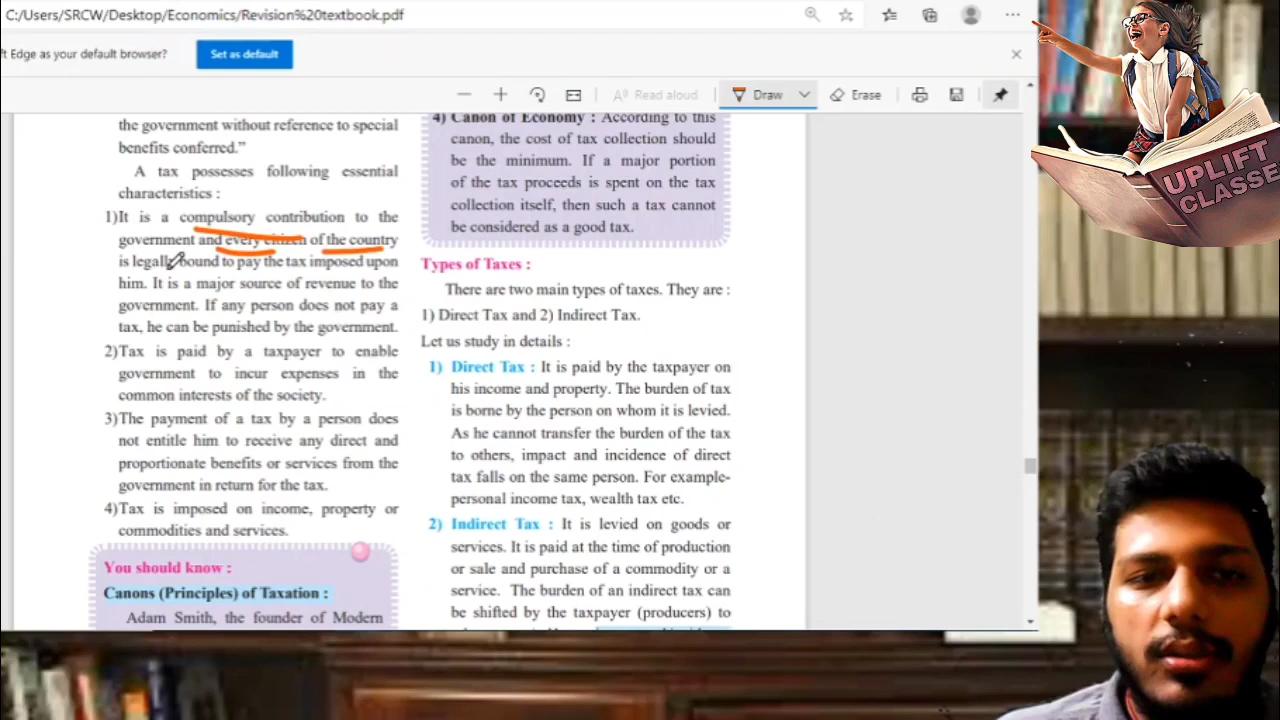 C:/Users/SRCW/Desktop/Economics/Revision%20textbook.pdf
ft Edge as your default browser?
Set as default
Read aloud
Draw
Erase
the government without reference to special
benefits conferred.”
A tax possesses following essential
characteristics :
1)It is a compulsory contribution to the
government and every citizen of the country
is legally bound to pay the tax imposed upon
him. It is a major source of revenue to the
government. If any person does not pay a
tax, he can be punished by the government.
2)Tax is paid by a taxpayer to enable
government to incur expenses in the
common interests of the society.
3)The payment of a tax by a person does
not entitle him to receive any direct and
proportionate benefits or services from the
government in return for the tax.
4)Tax is imposed on income, property or
commodities and services.
You should know :
Canons (Principles) of Taxation :
Adam Smith, the founder of Modern
4) Canon of Economy : According to this
canon, the cost of tax collection should
be the minimum. If a major portion
of the tax proceeds is spent on the tax
collection itself, then such a tax cannot
be considered as a good tax.
Types of Taxes :
There are two main types of taxes. They are :
1) Direct Tax and 2) Indirect Tax.
Let us study in details :
1) Direct Tax : It is paid by the taxpayer on
his income and property. The burden of tax
is borne by the person on whom it is levied.
As he cannot transfer the burden of the tax
to others, impact and incidence of direct
tax falls on the same person. For example-
personal income tax, wealth tax etc.
2) Indirect Tax : It is levied on goods or
services. It is paid at the time of production
or sale and purchase of a commodity or a
service. The burden of an indirect tax can
be shifted by the taxpayer (producers) to
UPLIFT
CLASSE